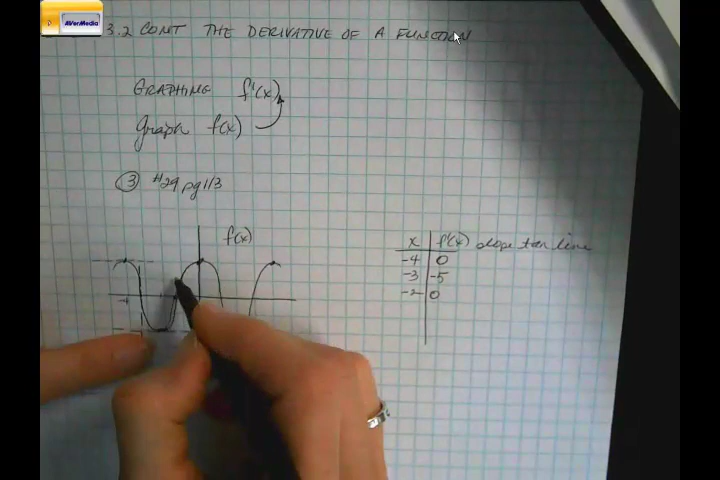 AVerMedia
3.2 CONT THE DERIVATIVE OF A FUNCTION
GRAPHING f'(x)
Graph f(x)
③ #29 pg 113
f(x)
x f'(x) slope tan line
-4 0
-3 -5
-2 0
-4